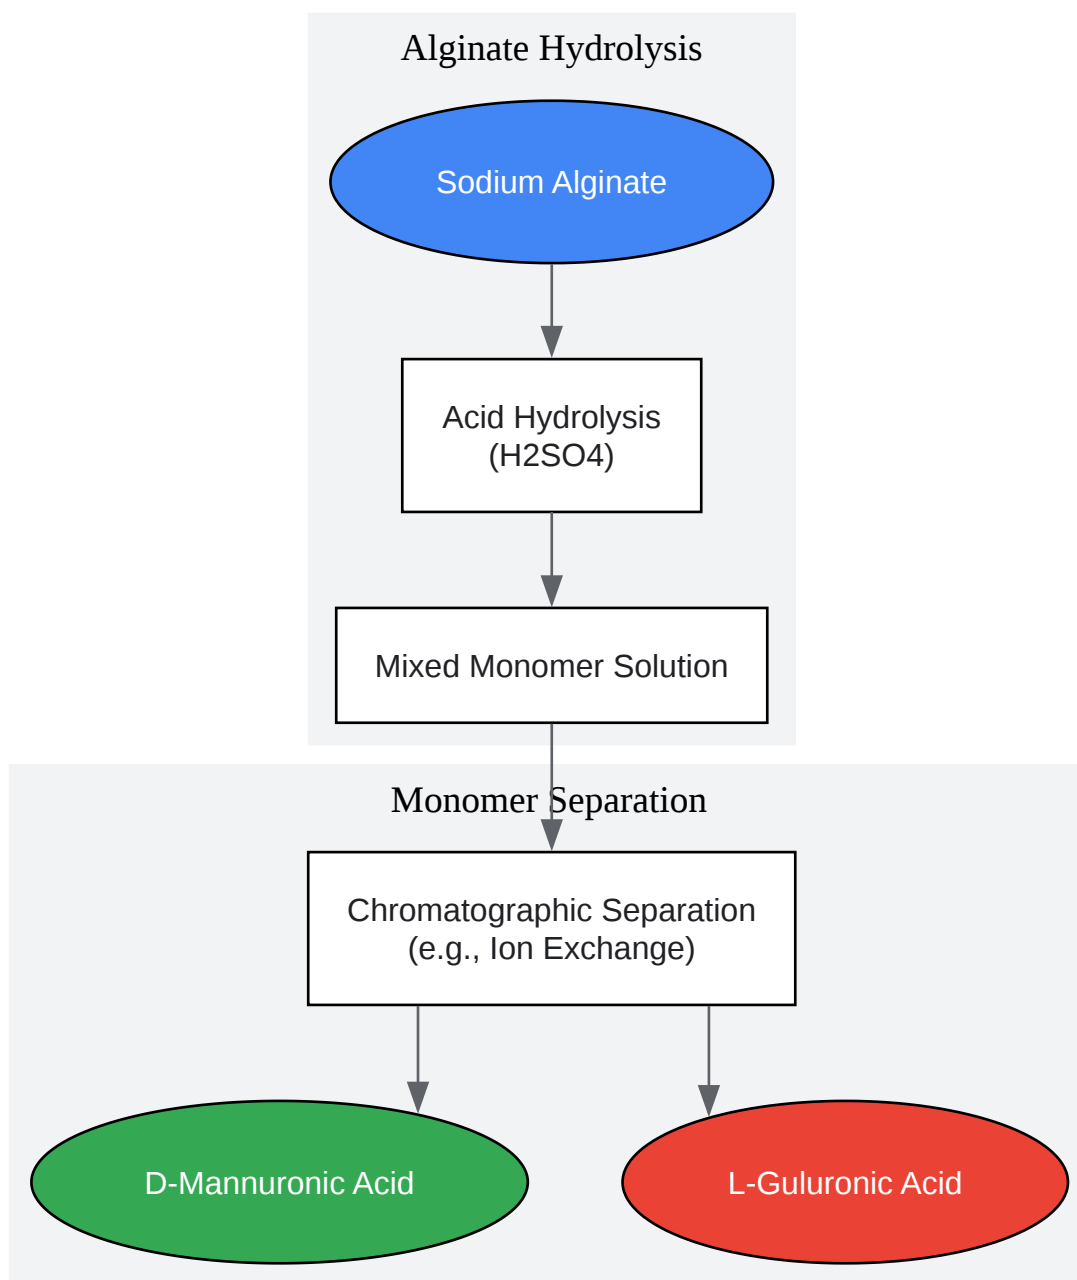 Alginate Hydrolysis
Sodium Alginate
Acid Hydrolysis
(H2SO4)
Mixed Monomer Solution
Monomer Separation
Chromatographic Separation
(e.g., Ion Exchange)
D-Mannuronic Acid
L-Guluronic Acid